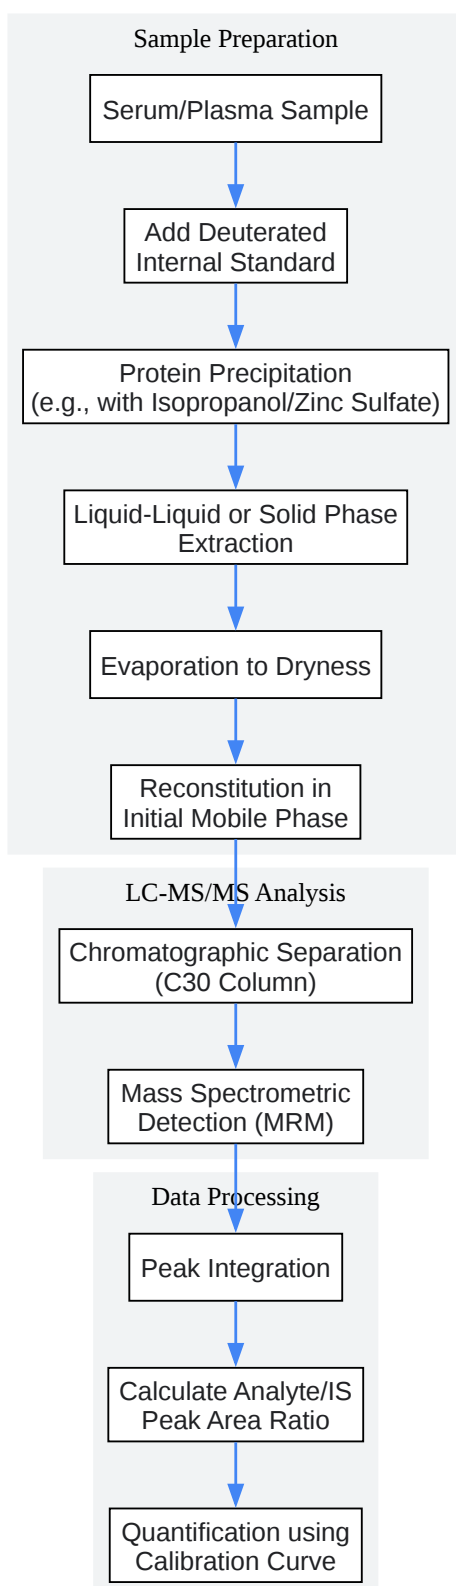 Sample Preparation
Serum/Plasma Sample
Add Deuterated
Internal Standard
Protein Precipitation
(e.g., with Isopropanol/Zinc Sulfate)
Liquid-Liquid or Solid Phase
Extraction
Evaporation to Dryness
Reconstitution in
Initial Mobile Phase
LC-MS/MS Analysis
Chromatographic Separation
(C30 Column)
Mass Spectrometric
Detection (MRM)
Data Processing
Peak Integration
Calculate Analyte/IS
Peak Area Ratio
Quantification using
Calibration Curve